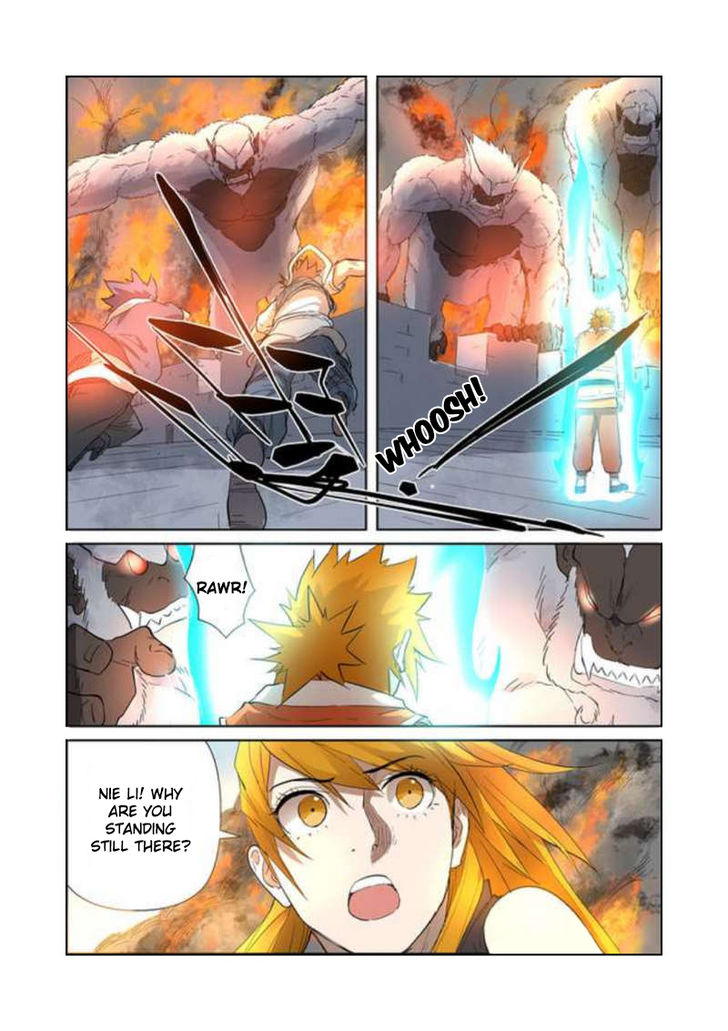 WHOOSH!
RAWR!
NIE LI! WHY
ARE YOU
STANDING
STILL THERE?